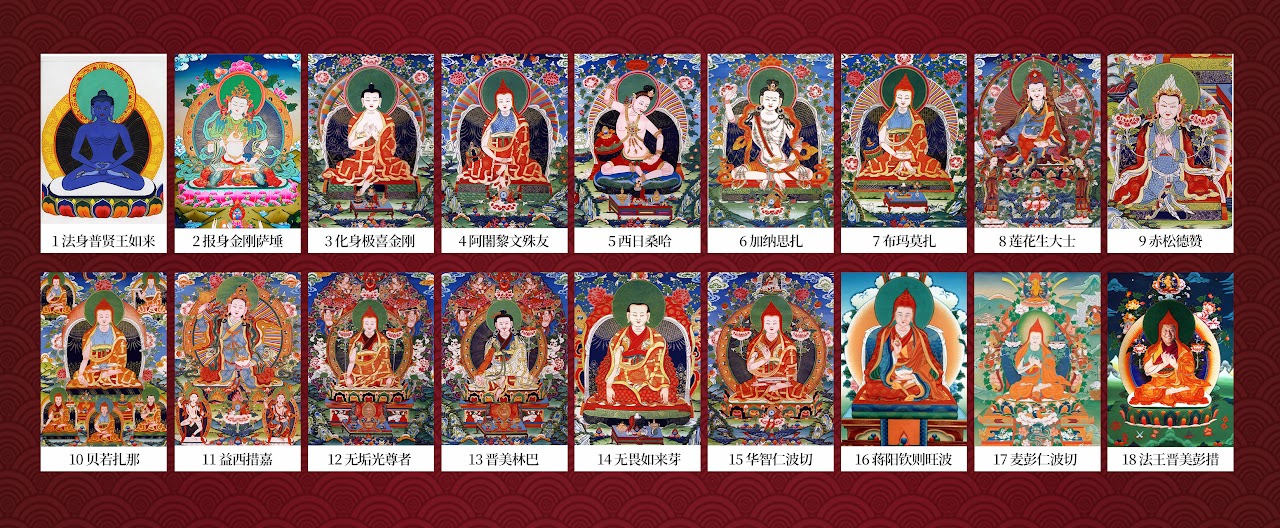 1 法身普贤王如来
2 报身金刚萨埵
3 化身极喜金刚
4 阿闍黎文殊友
5 西日桑哈
6 加纳思扎
7 布玛莫扎
8 莲花生大士
9 赤松德赞
10 贝若扎那
11 益西措嘉
12 无垢光尊者
13 晋美林巴
14 无畏如来芽
15 华智仁波切
16 蒋阳钦则旺波
17 麦彭仁波切
18 法王晋美彭措